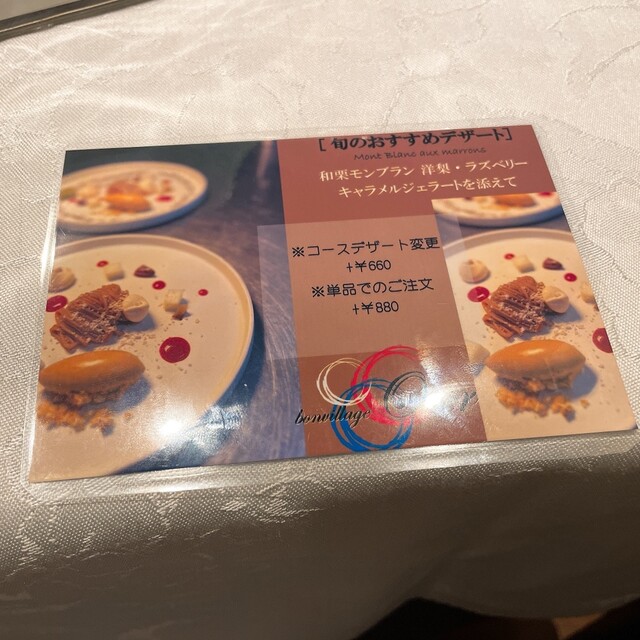 [旬のおすすめデザート]
Mont Blanc aux marrons
和栗モンブラン 洋梨・ラズベリー
キャラメルジェラートを添えて
※コースデザート変更
+¥660
※単品でのご注文
+¥880
bonvillage